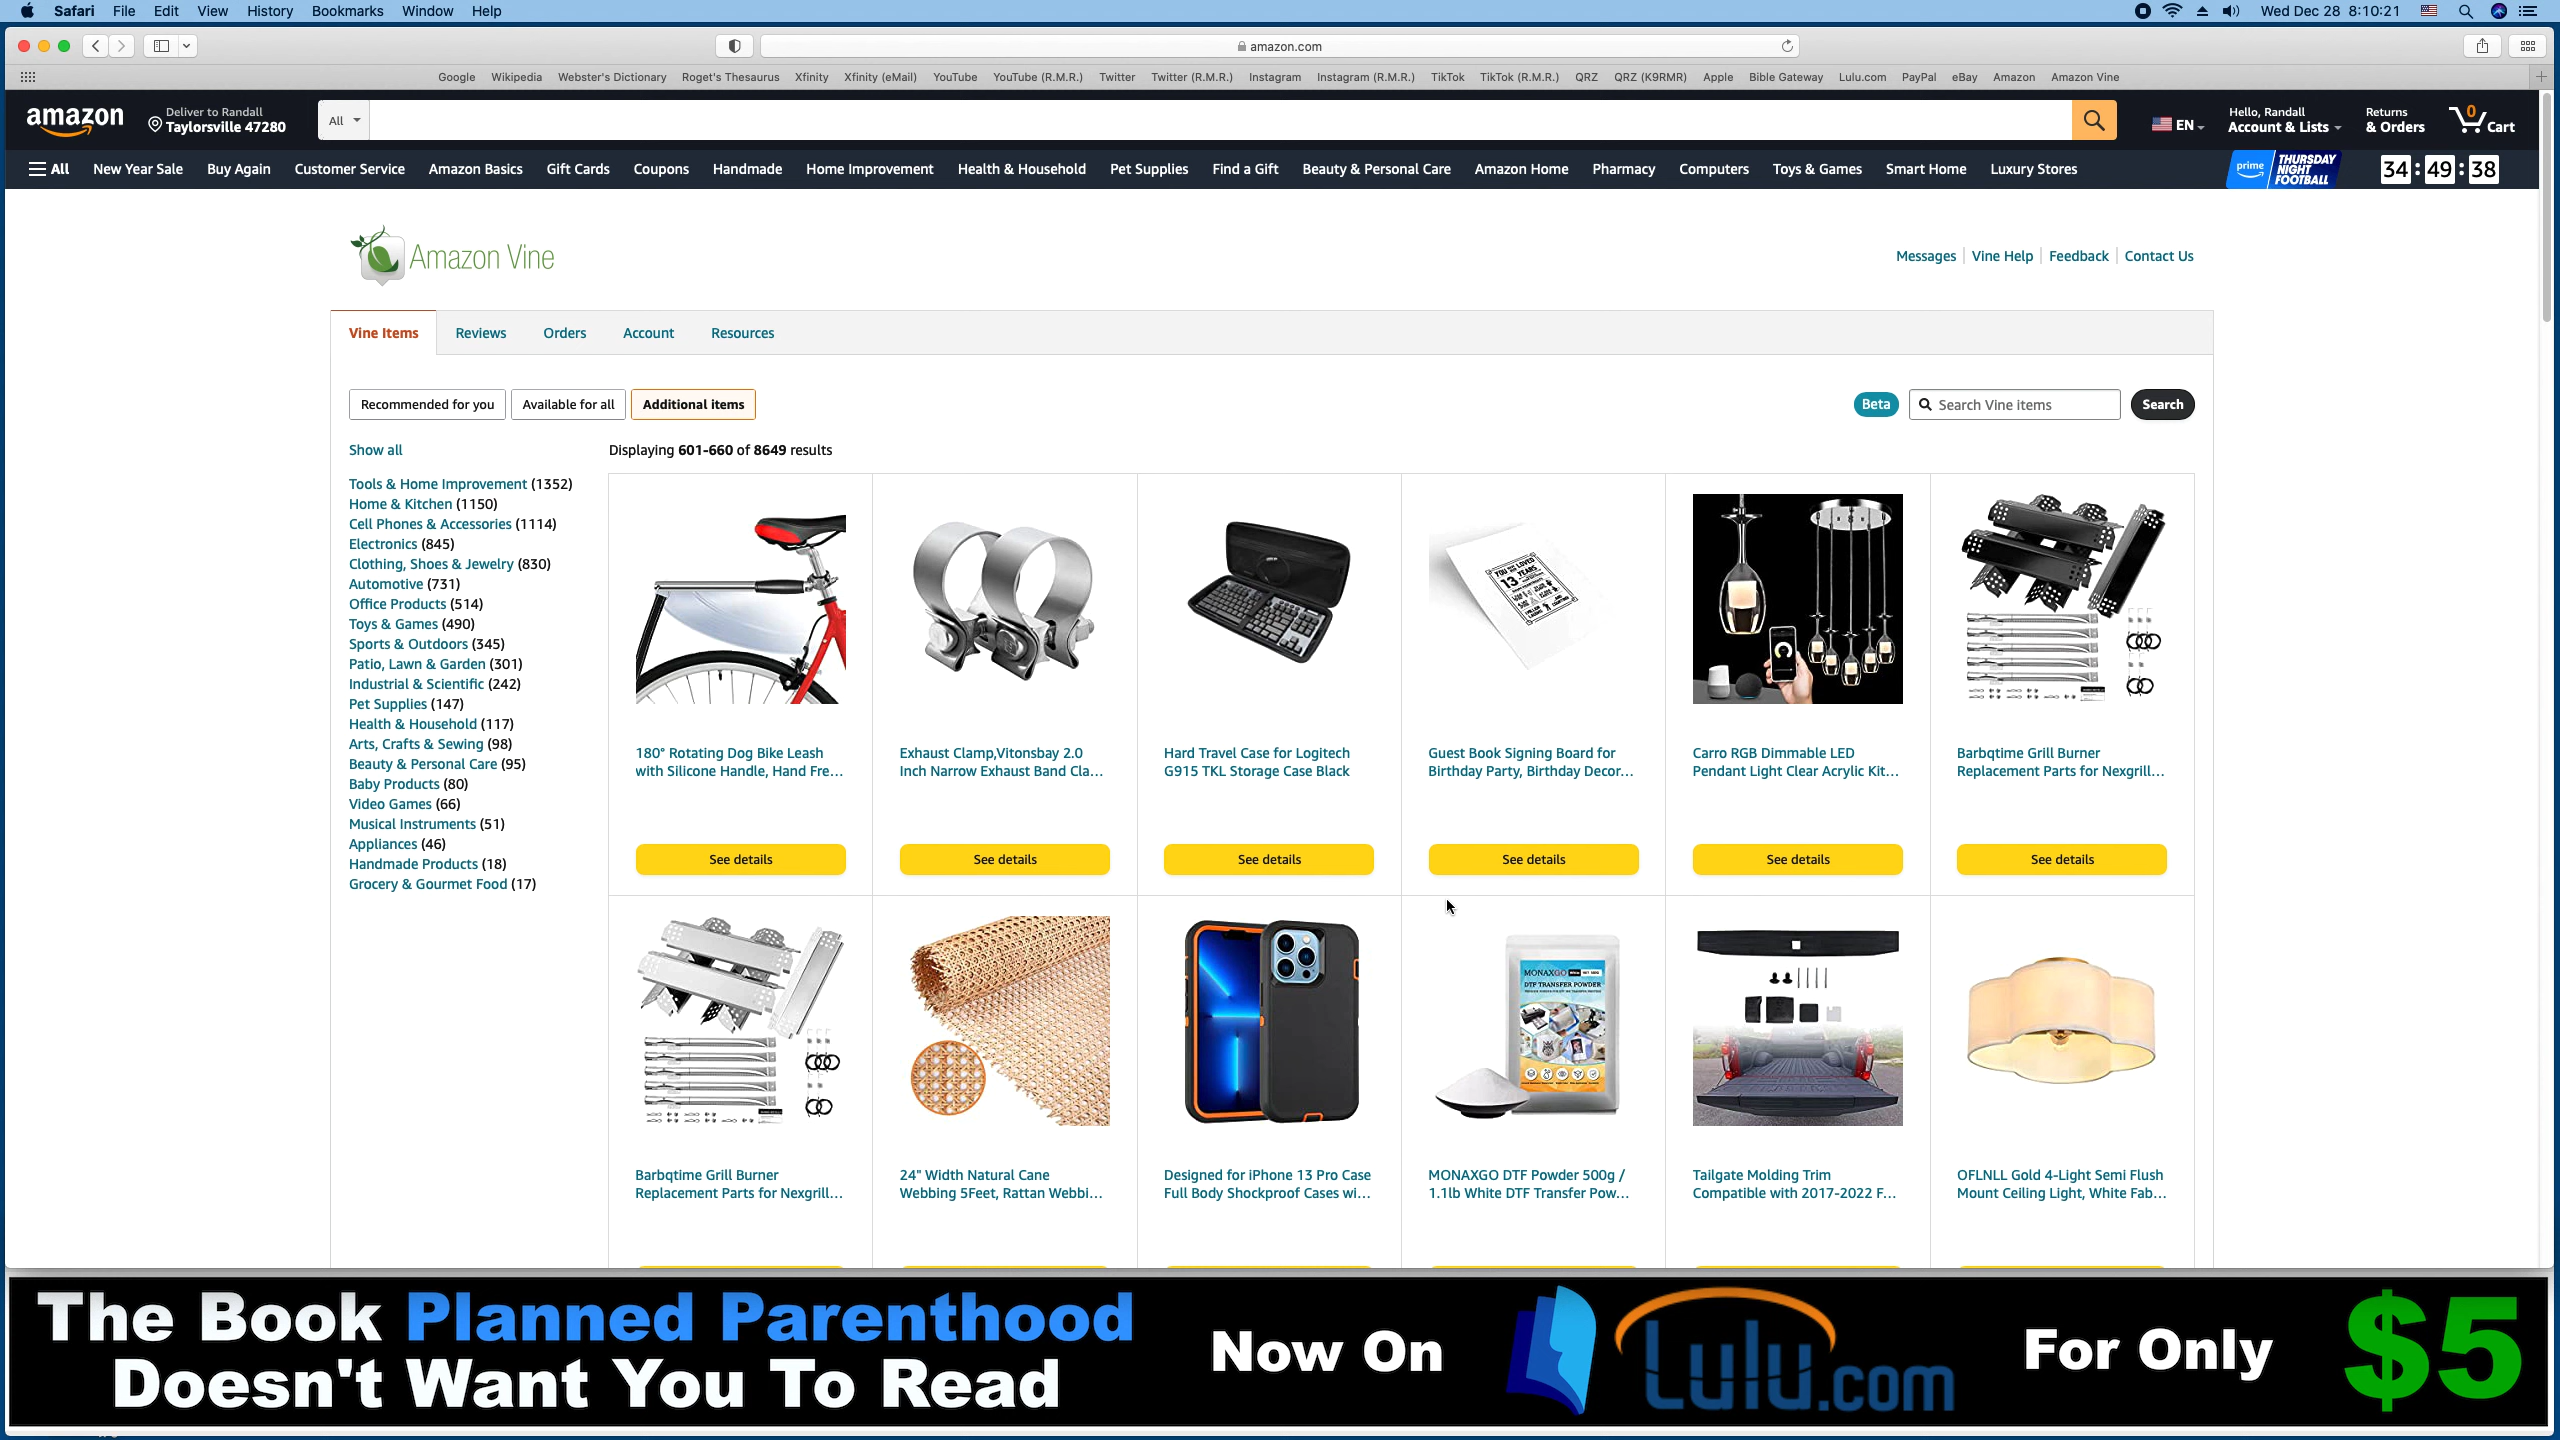 Safari File Edit View History Bookmarks Window Help
Wed Dec 28 8:10:21
amazon.com
Google Wikipedia Webster's Dictionary Roget's Thesaurus Xfinity Xfinity (eMail) YouTube YouTube (R.M.R.) Twitter Twitter (R.M.R.) Instagram Instagram (R.M.R.) TikTok TikTok (R.M.R.) QRZ QRZ (K9RMR) Apple Bible Gateway Lulu.com PayPal eBay Amazon Amazon Vine
amazon
Deliver to Randall
Taylorsville 47280
All
EN
Hello, Randall
Account & Lists
Returns
& Orders
0
Cart
All New Year Sale Buy Again Customer Service Amazon Basics Gift Cards Coupons Handmade Home Improvement Health & Household Pet Supplies Find a Gift Beauty & Personal Care Amazon Home Pharmacy Computers Toys & Games Smart Home Luxury Stores
prime
THURSDAY
NIGHT
FOOTBALL
34:49:38
Amazon Vine
Messages Vine Help Feedback Contact Us
Vine Items Reviews Orders Account Resources
Recommended for you Available for all Additional items
Beta Search Vine items Search
Show all
Displaying 601-660 of 8649 results
Tools & Home Improvement (1352)
Home & Kitchen (1150)
Cell Phones & Accessories (1114)
Electronics (845)
Clothing, Shoes & Jewelry (830)
Automotive (731)
Office Products (514)
Toys & Games (490)
Sports & Outdoors (345)
Patio, Lawn & Garden (301)
Industrial & Scientific (242)
Pet Supplies (147)
Health & Household (117)
Arts, Crafts & Sewing (98)
Beauty & Personal Care (95)
Baby Products (80)
Video Games (66)
Musical Instruments (51)
Appliances (46)
Handmade Products (18)
Grocery & Gourmet Food (17)
13 YEARS
180° Rotating Dog Bike Leash
with Silicone Handle, Hand Fre...
See details
Exhaust Clamp,Vitonsbay 2.0
Inch Narrow Exhaust Band Cla...
See details
Hard Travel Case for Logitech
G915 TKL Storage Case Black
See details
Guest Book Signing Board for
Birthday Party, Birthday Decor...
See details
Carro RGB Dimmable LED
Pendant Light Clear Acrylic Kit...
See details
Barbqtime Grill Burner
Replacement Parts for Nexgrill...
See details
MONAXGO
DTF TRANSFER POWDER
Barbqtime Grill Burner
Replacement Parts for Nexgrill...
24" Width Natural Cane
Webbing 5Feet, Rattan Webbi...
Designed for iPhone 13 Pro Case
Full Body Shockproof Cases wi...
MONAXGO DTF Powder 500g /
1.1lb White DTF Transfer Pow...
Tailgate Molding Trim
Compatible with 2017-2022 F...
OFLNLL Gold 4-Light Semi Flush
Mount Ceiling Light, White Fab...
The Book Planned Parenthood
Doesn't Want You To Read
Now On
Lulu.com
For Only
$5